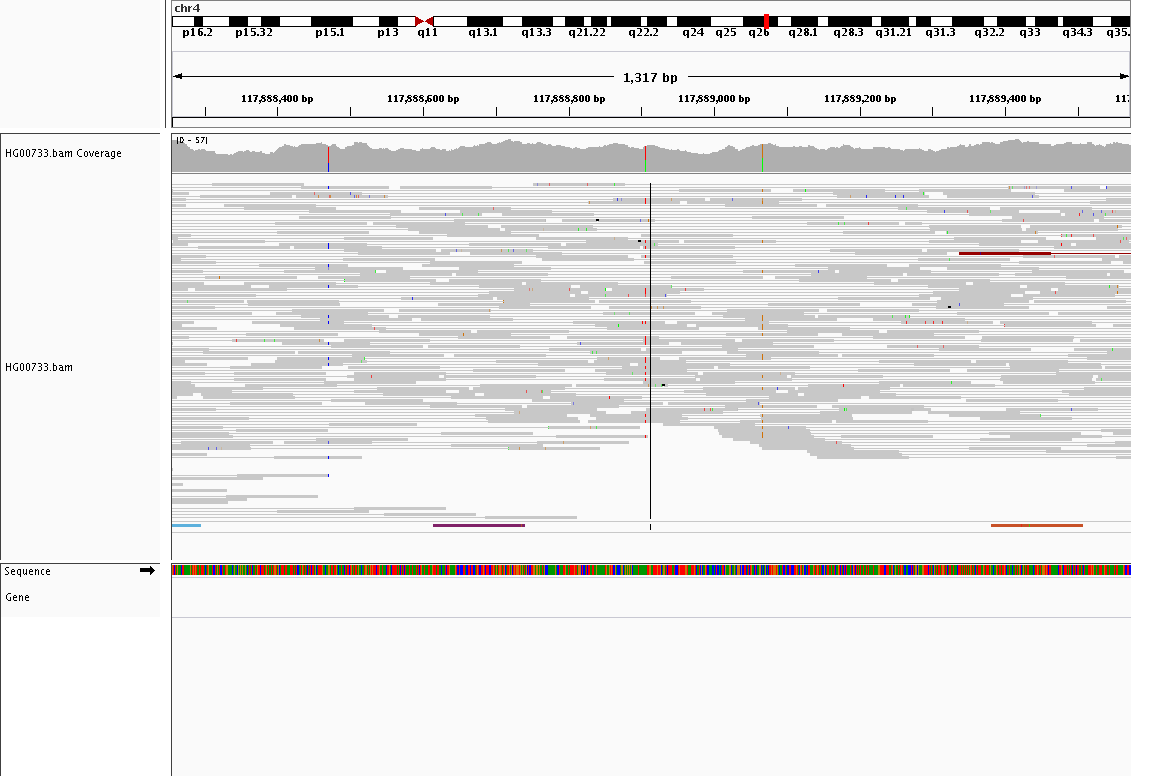 chr4
p16.2 p15.32 p15.1 p13 q11 q13.1 q13.3 q21.22 q22.2 q24 q25 q26 q28.1 q28.3 q31.21 q31.3 q32.2 q33 q34.3 q35.
1,317 bp
117,888,400 bp 117,888,600 bp 117,888,800 bp 117,889,000 bp 117,889,200 bp 117,889,400 bp 117
HG00733.bam Coverage
[0 - 57]
HG00733.bam
Sequence
Gene